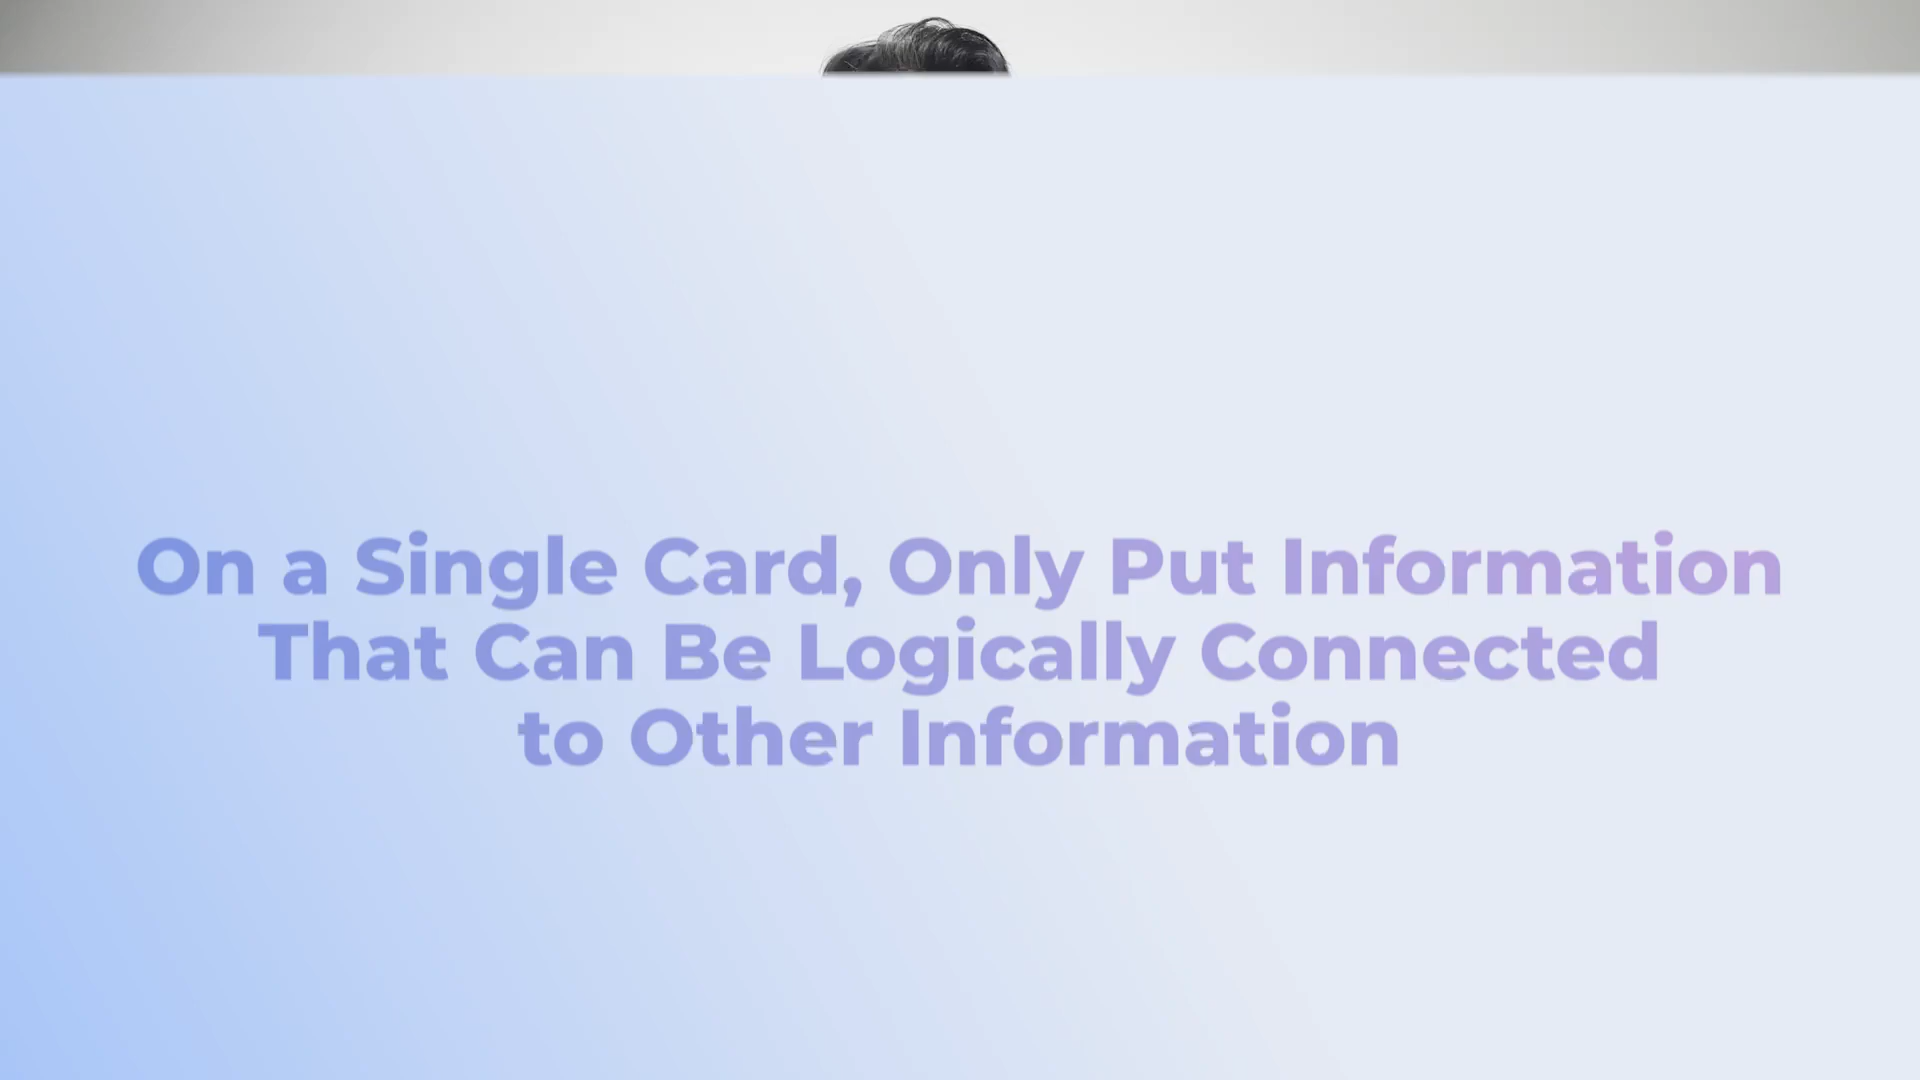 On a Single Card, Only Put Information
That Can Be Logically Connected
to Other Information